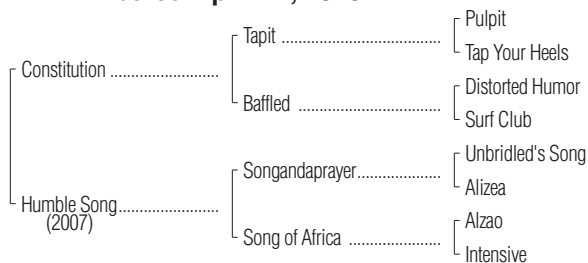 Pulpit
Tapit ..............................
Tap Your Heels
Constitution ....................
Distorted Humor
Baffled ...........................
Surf Club
Unbridled's Song
Songandaprayer................
Alizea
Humble Song..................
(2007)
Alzao
Song of Africa ..................
Intensive